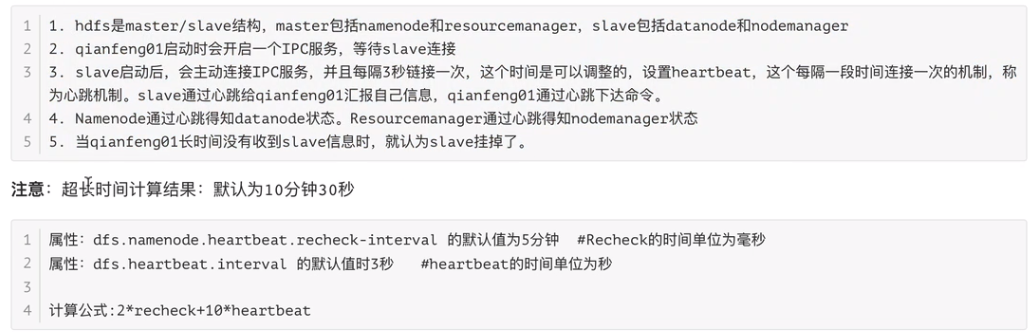 1 1. hdfs是master/slave结构，master包括namenode和resourcemanager，slave包括datanode和nodemanager
2 2. qianfeng01启动时会开启一个IPC服务，等待slave连接
3 3. slave启动后，会主动连接IPC服务，并且每隔3秒链接一次，这个时间是可以调整的，设置heartbeat，这个每隔一段时间连接一次的机制，称
为心跳机制。slave通过心跳给qianfeng01汇报自己信息，qianfeng01通过心跳下达命令。
4 4. Namenode通过心跳得知datanode状态。Resourcemanager通过心跳得知nodemanager状态
5 5. 当qianfeng01长时间没有收到slave信息时，就认为slave挂掉了。
注意：超长时间计算结果：默认为10分钟30秒
1 属性：dfs.namenode.heartbeat.recheck-interval 的默认值为5分钟 #Recheck的时间单位为毫秒
2 属性：dfs.heartbeat.interval 的默认值时3秒 #heartbeat的时间单位为秒
3
4 计算公式:2*recheck+10*heartbeat